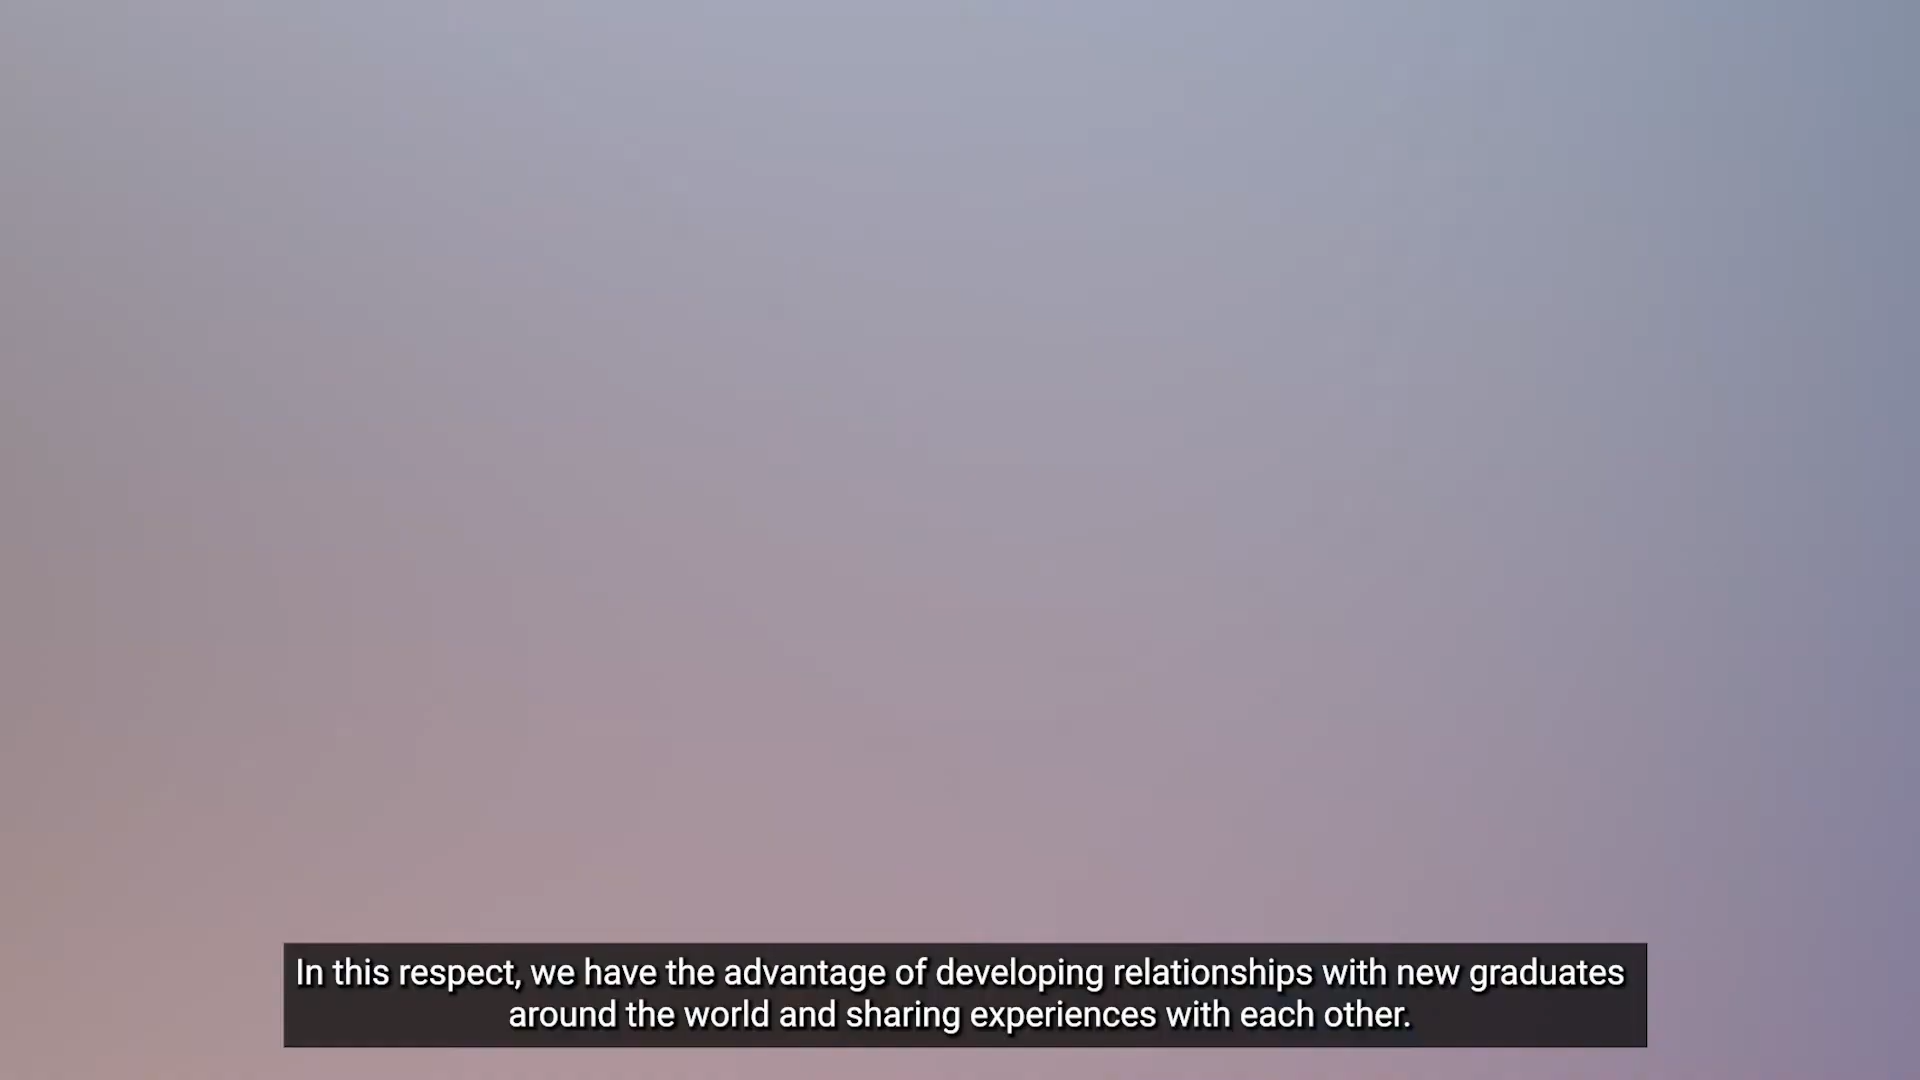 In this respect, we have the advantage of developing relationships with new graduates
around the world and sharing experiences with each other.